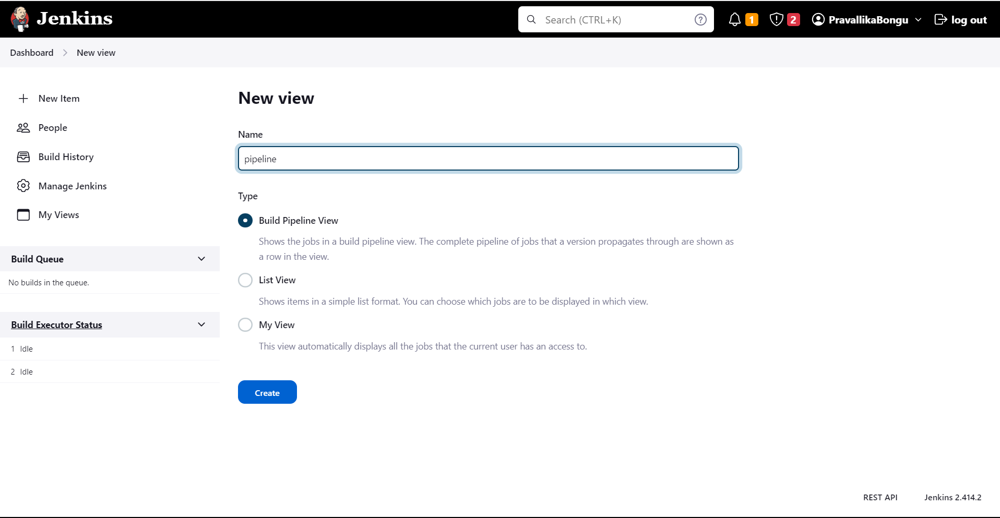 Jenkins
Search (CTRL+K)
1
2
PravallikaBongu
log out
Dashboard
New view
New Item
People
Build History
Manage Jenkins
My Views
Build Queue
No builds in the queue.
Build Executor Status
1 Idle
2 Idle
New view
Name
pipeline
Type
Build Pipeline View
Shows the jobs in a build pipeline view. The complete pipeline of jobs that a version propagates through are shown as
a row in the view.
List View
Shows items in a simple list format. You can choose which jobs are to be displayed in which view.
My View
This view automatically displays all the jobs that the current user has an access to.
Create
REST API
Jenkins 2.414.2